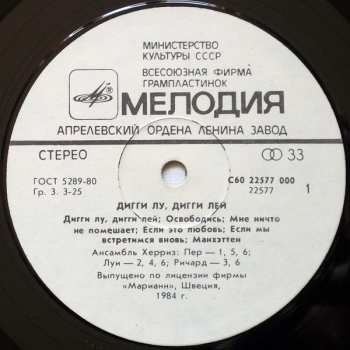 МИНИСТЕРСТВО
КУЛЬТУРЫ СССР
ВСЕСОЮЗНАЯ ФИРМА
ГРАМПЛАСТИНОК
МЕЛОДИЯ
АПРЕЛЕВСКИЙ ОРДЕНА ЛЕНИНА ЗАВОД
СТЕРЕО
33
ГОСТ 5289-80
Гр. 3. 3-25
С60 22577 000
22577
1
ДИГГИ ЛУ, ДИГГИ ЛЕЙ
Дигги лу, дигги лей; Освободись; Мне ничто
не помешает; Если это любовь; Если мы
встретимся вновь; Манхэттен
Ансамбль Херриз: Пер — 1, 5, 6;
Луи — 2, 4, 6; Ричард — 3, 6
Выпущено по лицензии фирмы
«Марианн», Швеция,
1984 г.